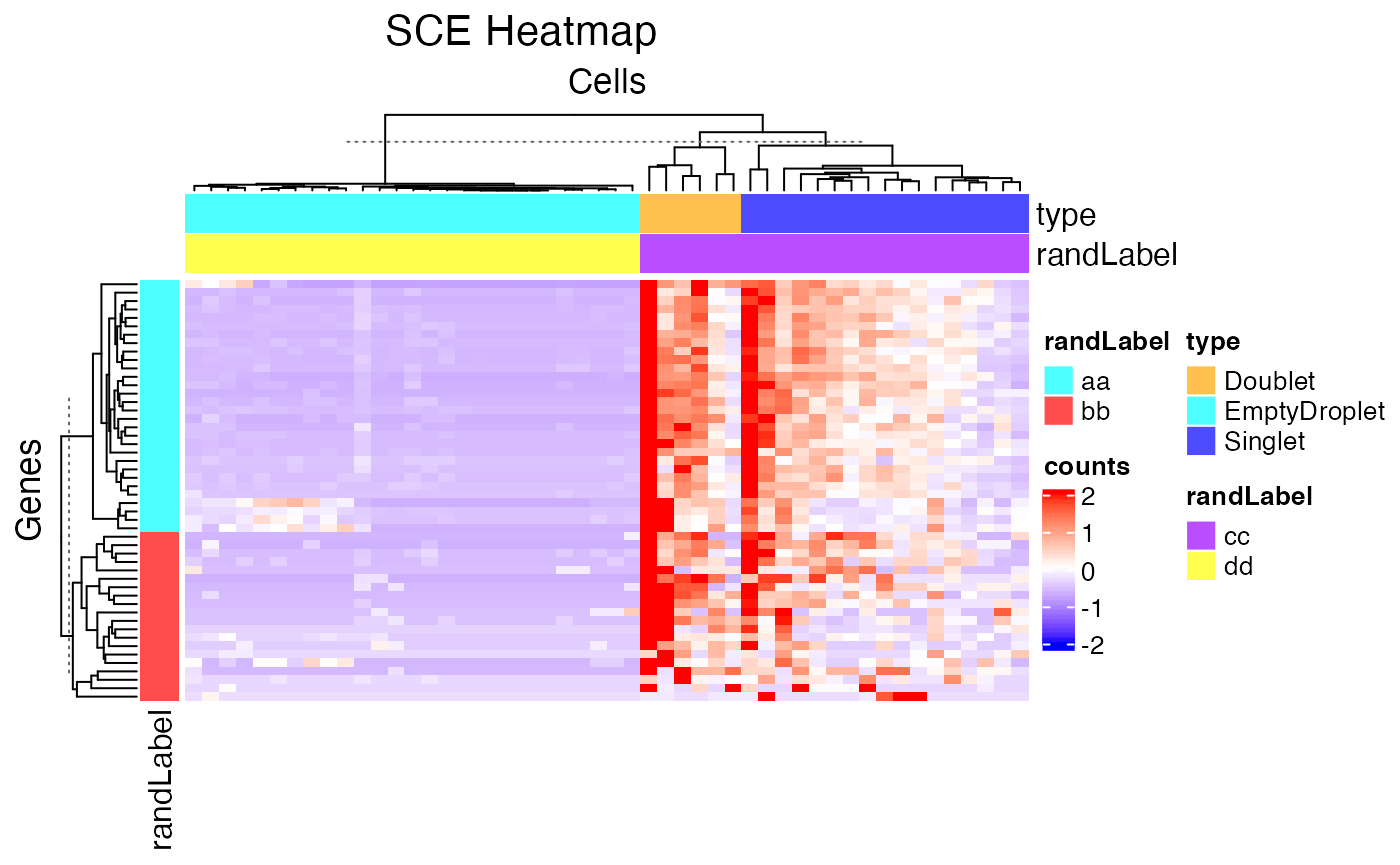 SCE Heatmap
Cells
type
randLabel
Genes
randLabel
randLabel
aa
bb
counts
2
1
0
-1
-2
type
Doublet
EmptyDroplet
Singlet
randLabel
cc
dd